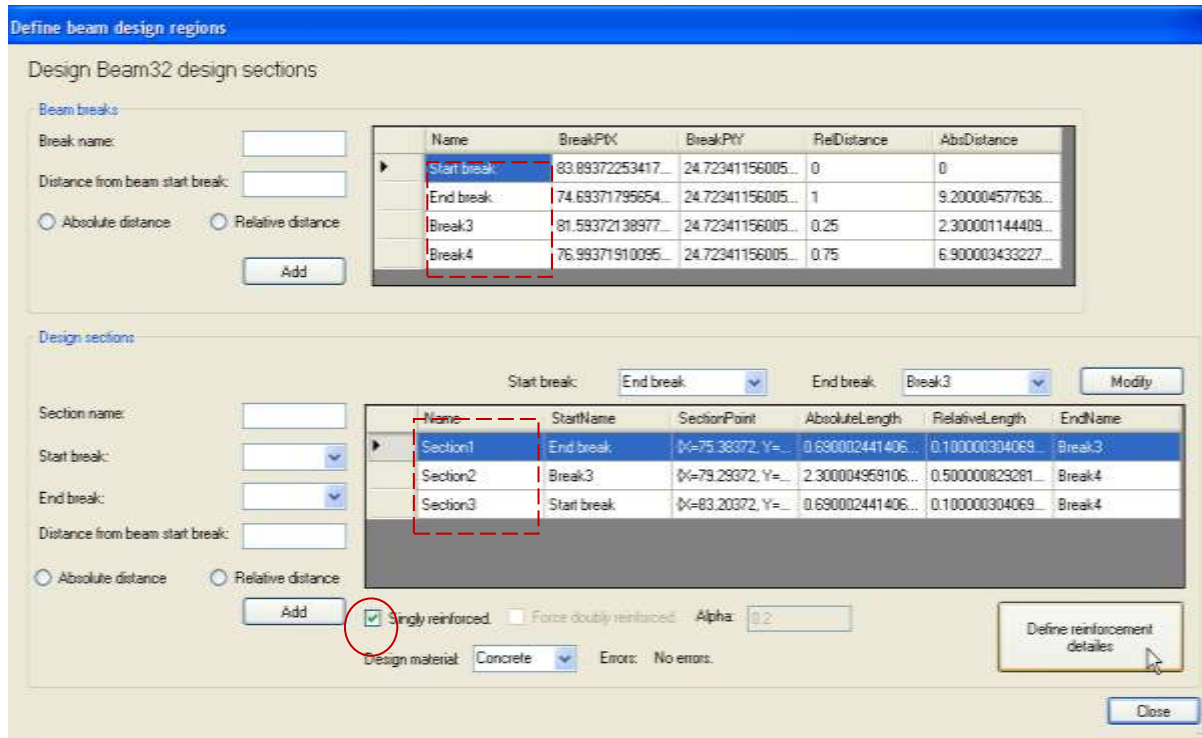 Define beam design regions
Design Beam32 design sections
Beam breaks
Break name:
Distance from beam start break:
Absolute distance Relative distance
Add
Name BreakPtX BreakPtY RelDistance AbsDistance
Start break 83.89372253417... 24.72341156005... 0 0
End break 74.69371795654... 24.72341156005... 1 9.200004577636...
Break3 81.59372138977... 24.72341156005... 0.25 2.300001144409...
Break4 76.99371910095... 24.72341156005... 0.75 6.900003433227...
Design sections
Start break: End break End break Break3 Modify
Section name:
Start break:
End break:
Distance from beam start break:
Absolute distance Relative distance
Add
Name StartName SectionPoint AbsoluteLength RelativeLength EndName
Section1 End break {X=75.38372, Y=... 0.690002441406... 0.100000304069... Break3
Section2 Break3 {X=79.29372, Y=... 2.300004959106... 0.500000829281... Break4
Section3 Start break {X=83.20372, Y=... 0.690002441406... 0.100000304069... Break4
Singly reinforced. Force doubly reinforced Alpha: 0.2
Design material: Concrete Errors: No errors.
Define reinforcement
detailes
Close